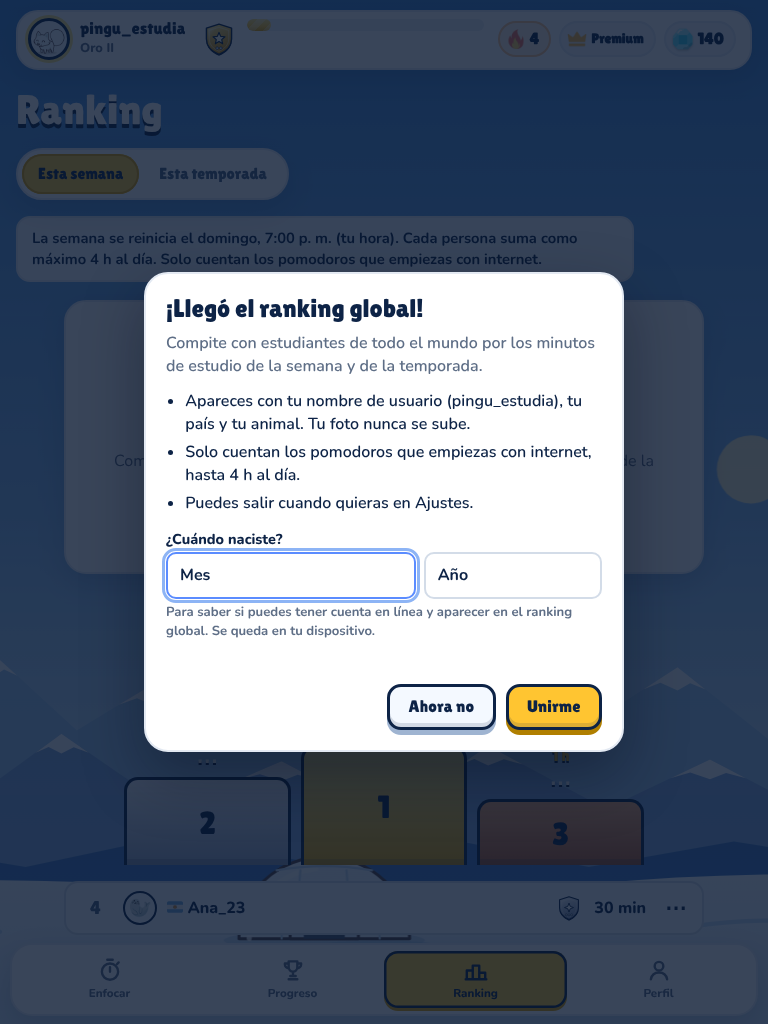 pingu_estudia
Oro II
4
Premium
140
Ranking
Esta semana
Esta temporada
La semana se reinicia el domingo, 7:00 p. m. (tu hora). Cada persona suma como
máximo 4 h al día. Solo cuentan los pomodoros que empiezas con internet.
¡Llegó el ranking global!
Compite con estudiantes de todo el mundo por los minutos
de estudio de la semana y de la temporada.
• Apareces con tu nombre de usuario (pingu_estudia), tu
país y tu animal. Tu foto nunca se sube.
• Solo cuentan los pomodoros que empiezas con internet,
hasta 4 h al día.
• Puedes salir cuando quieras en Ajustes.
¿Cuándo naciste?
Mes
Año
Para saber si puedes tener cuenta en línea y aparecer en el ranking
global. Se queda en tu dispositivo.
Ahora no
Unirme
2
1
3
4
Ana_23
30 min
Enfocar
Progreso
Ranking
Perfil